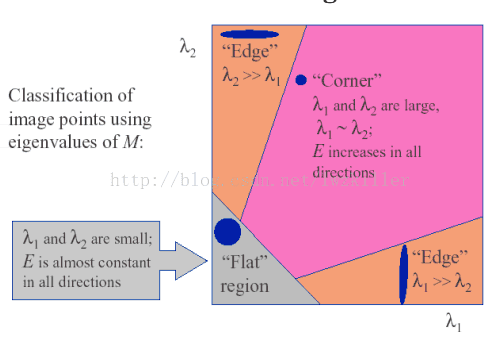 λ₂
"Edge"
λ₂ >> λ₁
"Corner"
λ₁ and λ₂ are large,
λ₁ ~ λ₂;
E increases in all
directions
Classification of
image points using
eigenvalues of M:
λ₁ and λ₂ are small;
E is almost constant
in all directions
"Flat"
region
"Edge"
λ₁ >> λ₂
λ₁